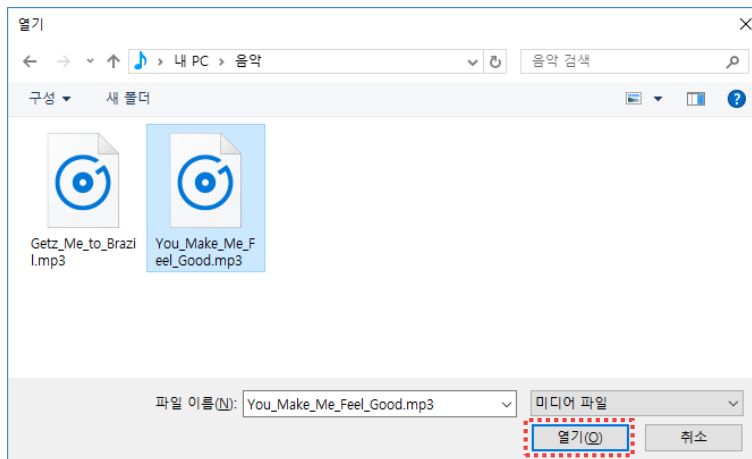 열기
내 PC > 음악
음악 검색
구성
새 폴더
Getz_Me_to_Brazi
l.mp3
You_Make_Me_F
eel_Good.mp3
파일 이름(N):
You_Make_Me_Feel_Good.mp3
미디어 파일
열기(O)
취소